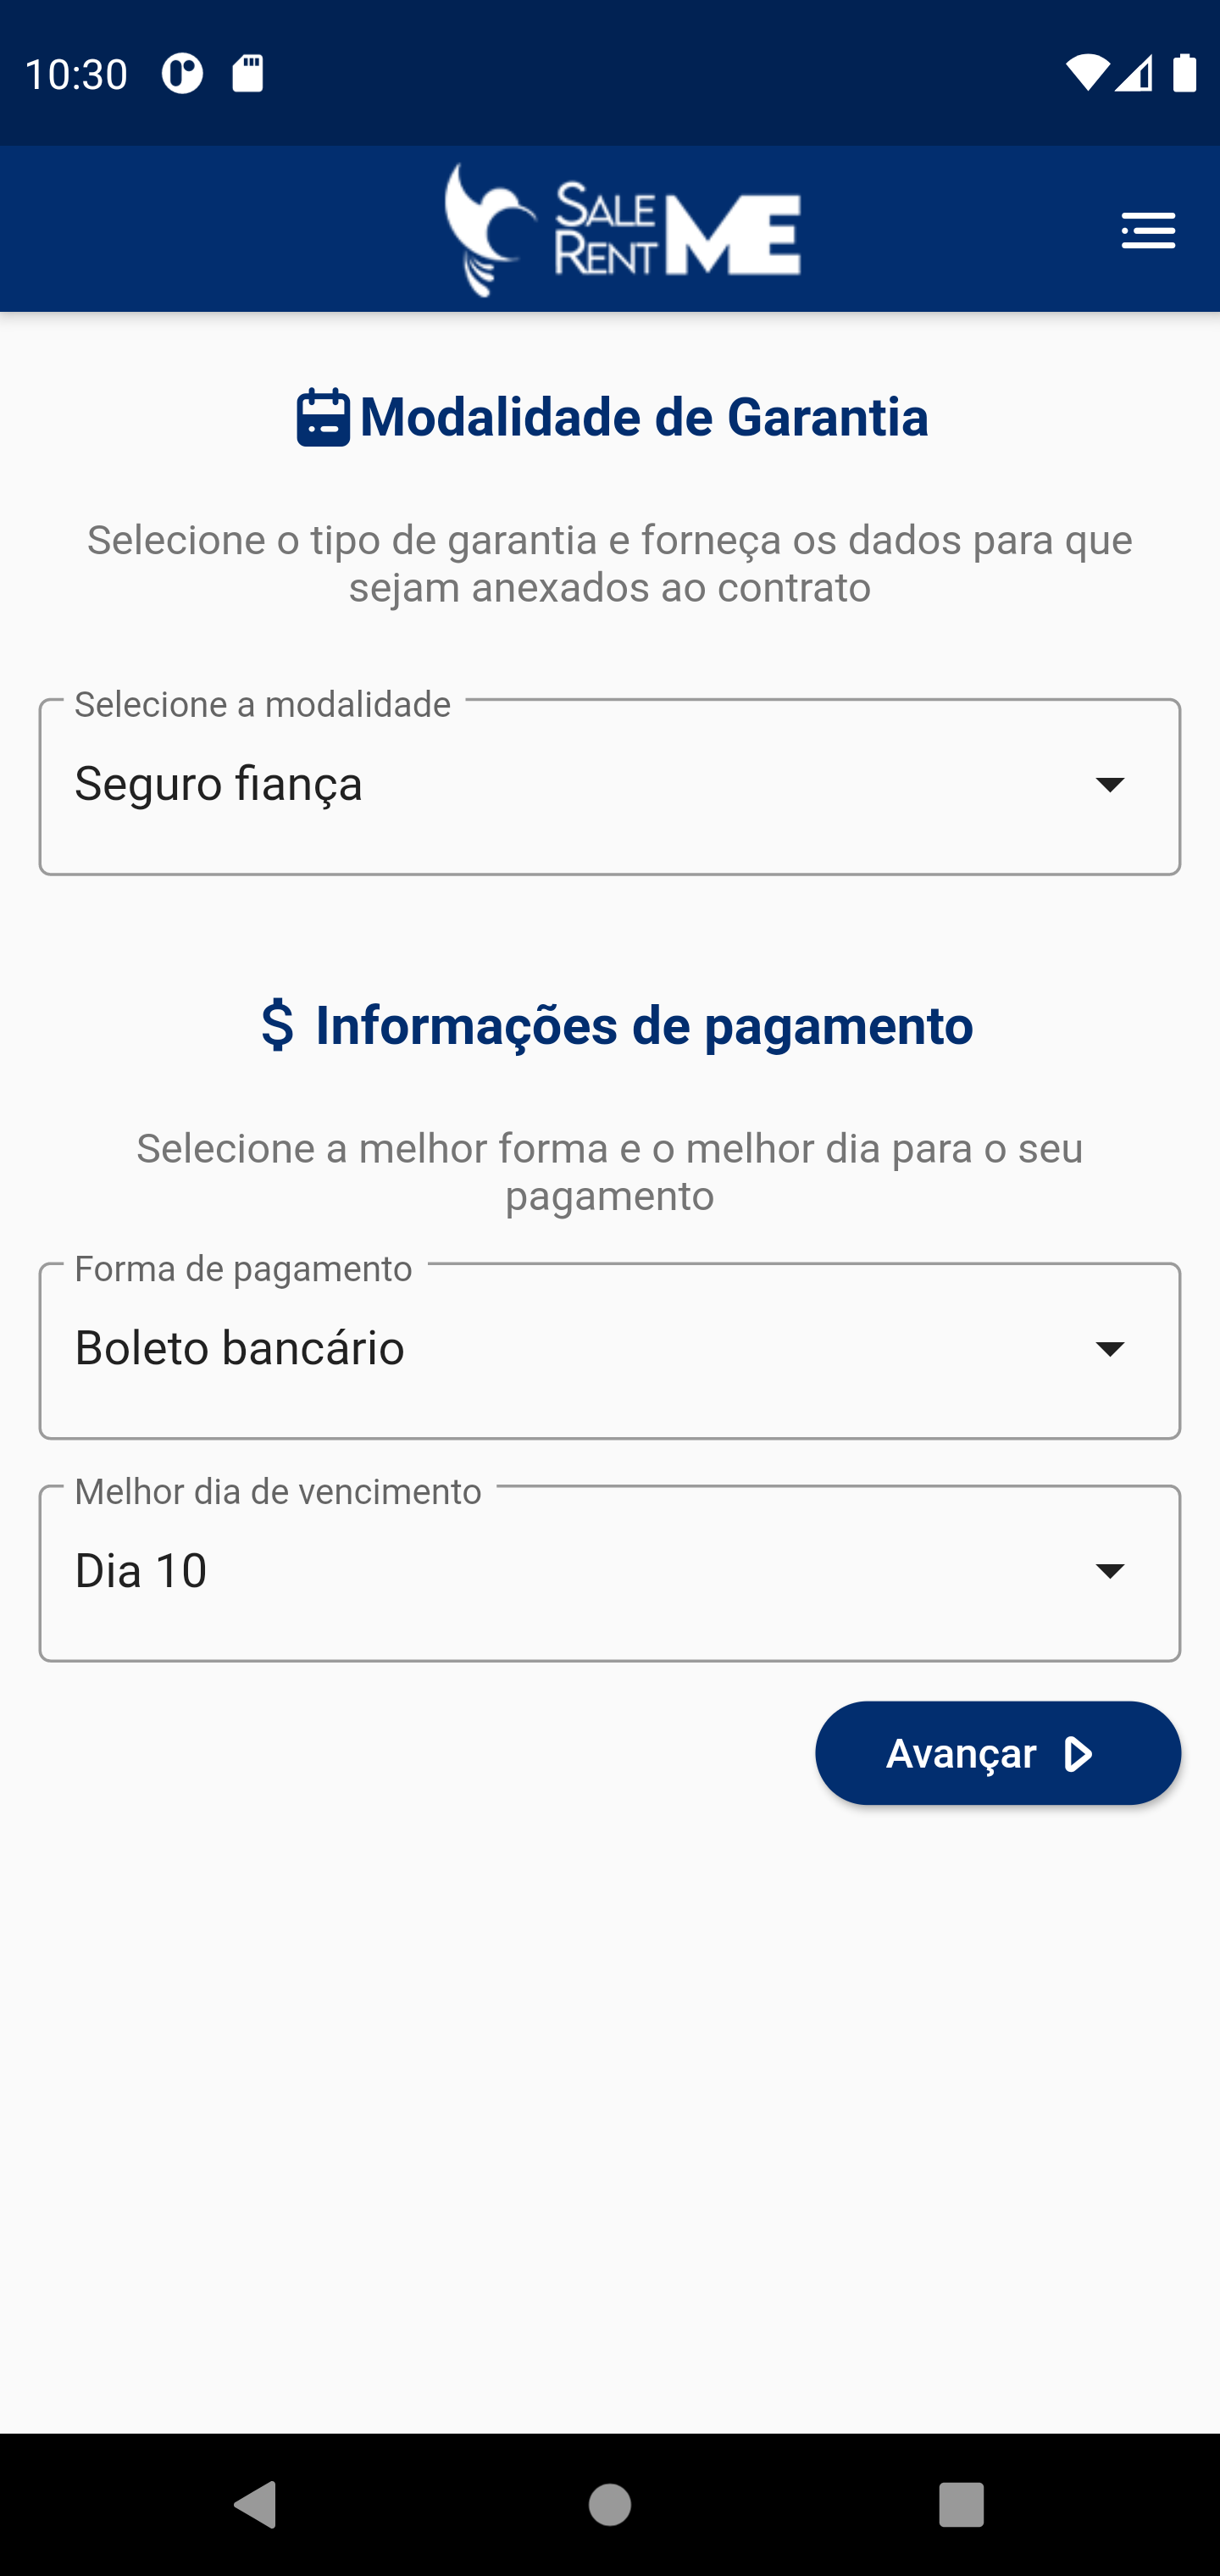 10:30
SALE
RENT ME
Modalidade de Garantia
Selecione o tipo de garantia e forneça os dados para que
sejam anexados ao contrato
Selecione a modalidade
Seguro fiança
$ Informações de pagamento
Selecione a melhor forma e o melhor dia para o seu
pagamento
Forma de pagamento
Boleto bancário
Melhor dia de vencimento
Dia 10
Avançar